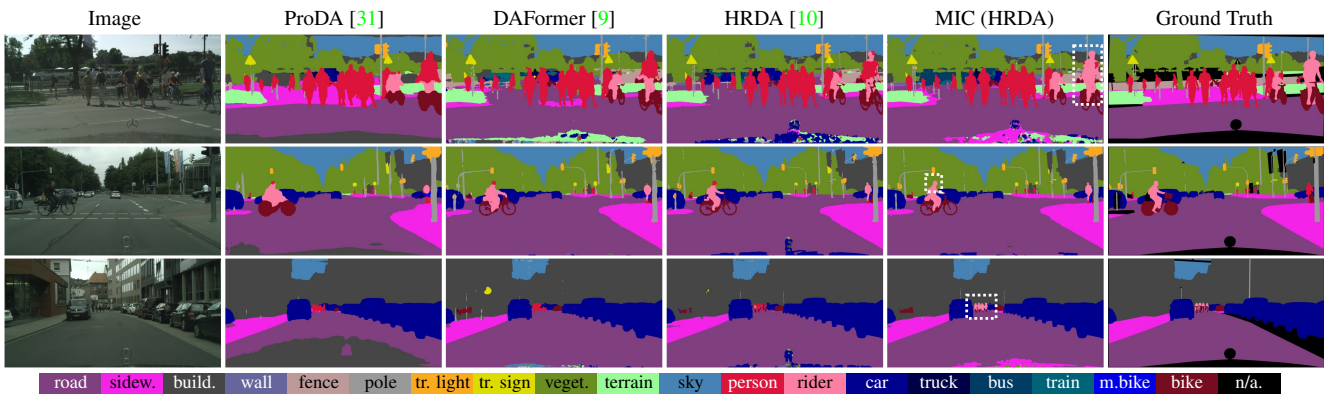 Image ProDA [31] DAFormer [9] HRDA [10] MIC (HRDA) Ground Truth
road sidew. build. wall fence pole tr. light tr. sign veget. terrain sky person rider car truck bus train m.bike bike n/a.